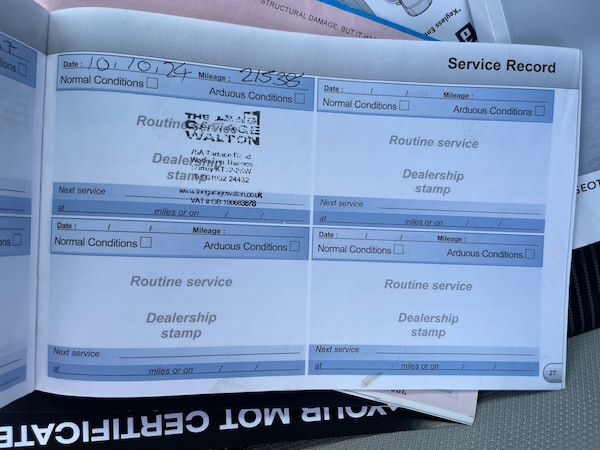 STRUCTURAL DAMAGE, BUT IT HA
"Keyless En
Service Record
Date : 10.10.24 Mileage : 21538
Normal Conditions
Arduous Conditions
Routine service
THE
GARAGE
WALTON
Dealership
stamp
www.thegaragewalton.co.uk
Next service
at miles or on / /
Date : / / Mileage :
Normal Conditions
Arduous Conditions
Routine service
Dealership
stamp
Next service
at miles or on / /
Date : / / Mileage :
Normal Conditions
Arduous Conditions
Routine service
Dealership
stamp
Next service
at miles or on / /
Date : / / Mileage :
Normal Conditions
Arduous Conditions
Routine service
Dealership
stamp
Next service
at miles or on / /
27
GEOT
YOUR MOT CERTIFICATE